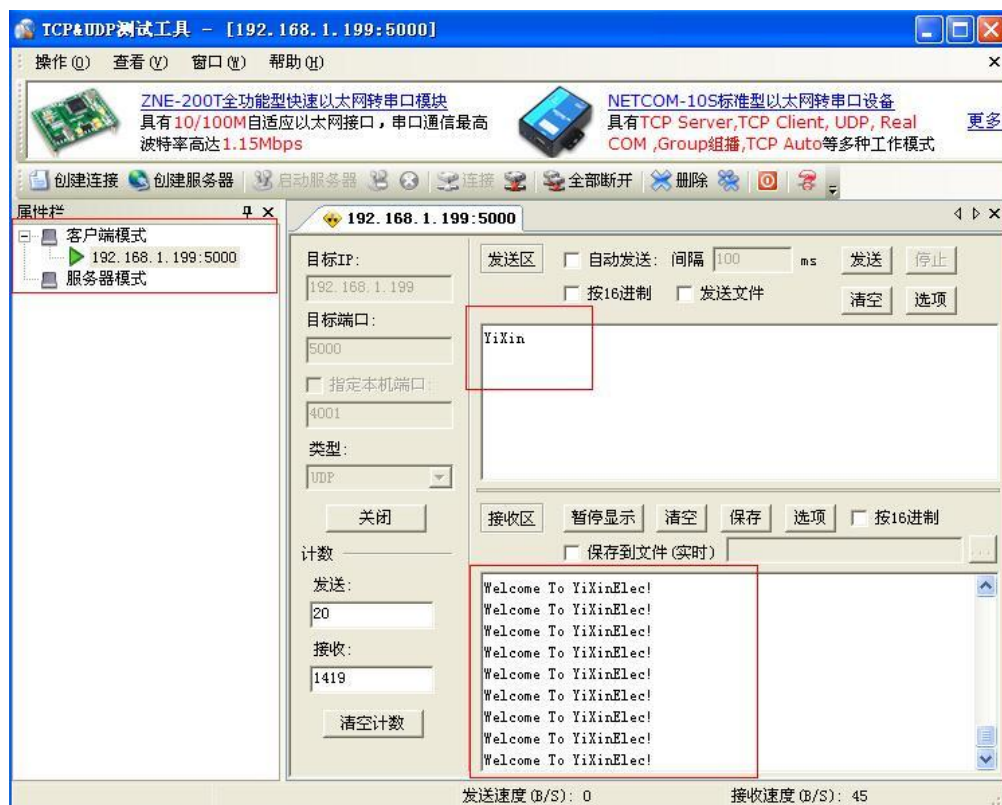 TCP&UDP测试工具 - [192.168.1.199:5000]
操作(O) 查看(V) 窗口(W) 帮助(H)
ZNE-200T全功能型快速以太网转串口模块
具有10/100M自适应以太网接口，串口通信最高
波特率高达1.15Mbps
NETCOM-10S标准型以太网转串口设备
具有TCP Server,TCP Client, UDP, Real
COM ,Group组播,TCP Auto等多种工作模式
更多
创建连接 创建服务器 启动服务器 连接 全部断开 删除
属性栏
客户端模式
192.168.1.199:5000
服务器模式
192.168.1.199:5000
目标IP:
192.168.1.199
目标端口:
5000
指定本机端口:
4001
类型:
UDP
关闭
计数
发送:
20
接收:
1419
清空计数
发送区 自动发送: 间隔 100 ms 发送 停止
按16进制 发送文件 清空 选项
YiXin
接收区 暂停显示 清空 保存 选项 按16进制
保存到文件(实时) ...
Welcome To YiXinElec!
Welcome To YiXinElec!
Welcome To YiXinElec!
Welcome To YiXinElec!
Welcome To YiXinElec!
Welcome To YiXinElec!
Welcome To YiXinElec!
Welcome To YiXinElec!
Welcome To YiXinElec!
发送速度(B/S): 0 接收速度(B/S): 45